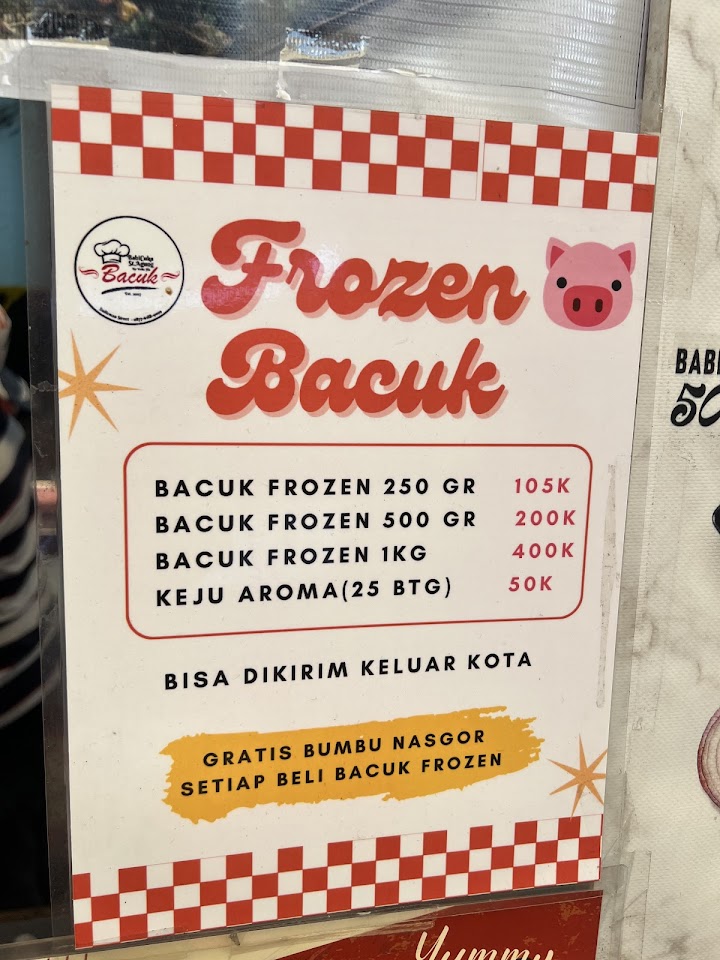 Bacuk
Frozen
Bacuk
BACUK FROZEN 250 GR 105K
BACUK FROZEN 500 GR 200K
BACUK FROZEN 1KG 400K
KEJU AROMA(25 BTG) 50K
BISA DIKIRIM KELUAR KOTA
GRATIS BUMBU NASGOR
SETIAP BELI BACUK FROZEN
Yummy